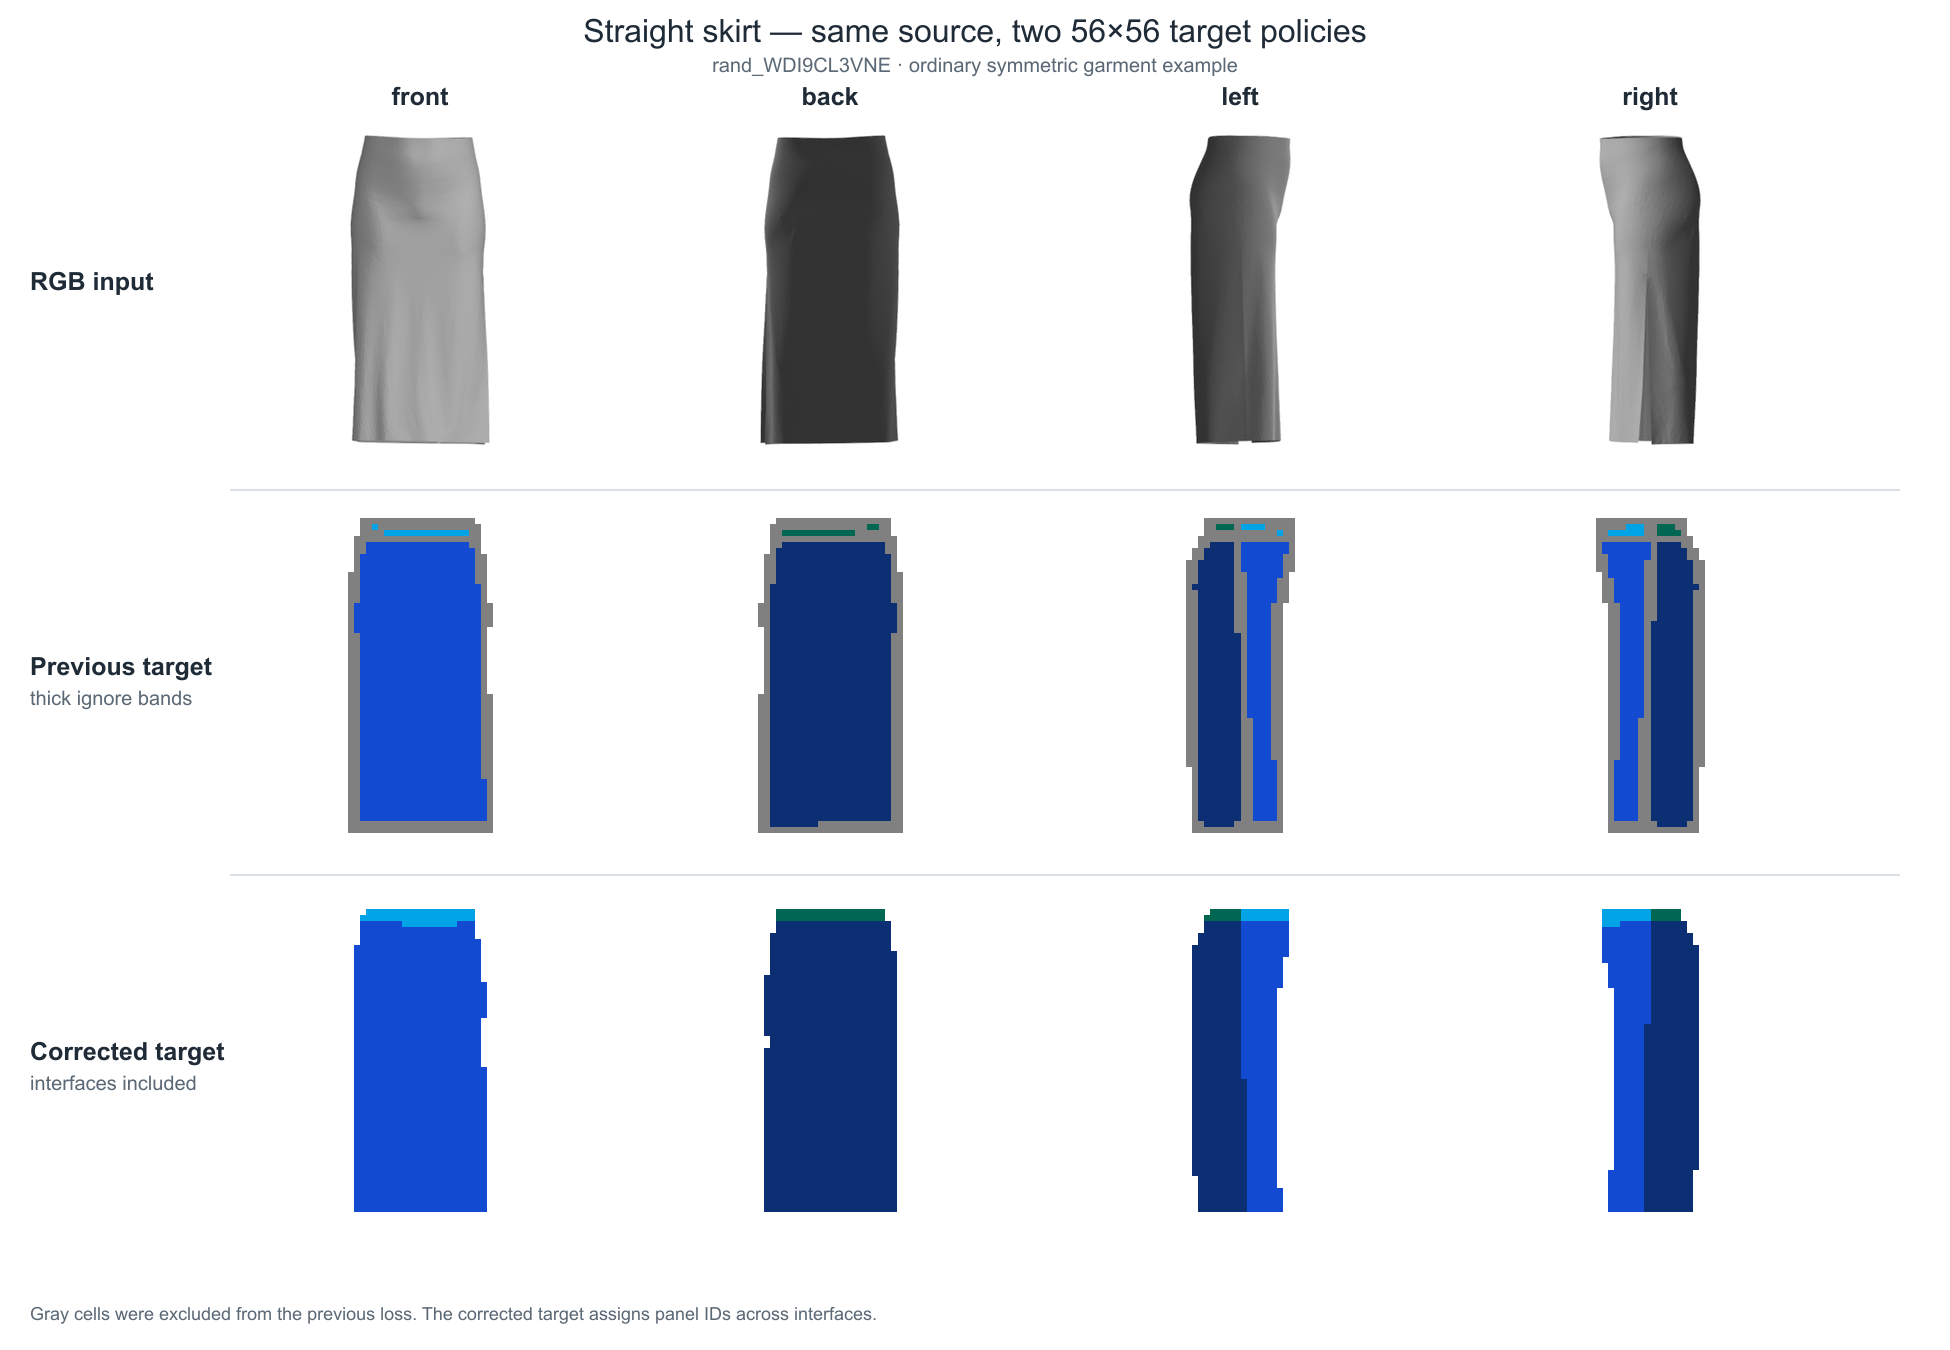 Straight skirt — same source, two 56×56 target policies
rand_WDI9CL3VNE · ordinary symmetric garment example
front back left right
RGB input
Previous target
thick ignore bands
Corrected target
interfaces included
Gray cells were excluded from the previous loss. The corrected target assigns panel IDs across interfaces.